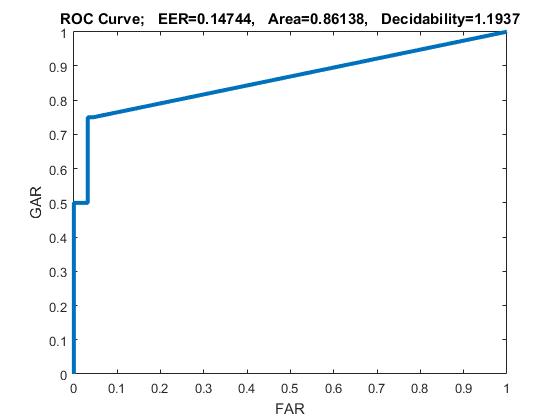 ROC Curve;   EER=0.14744,   Area=0.86138,   Decidability=1.1937
1
0.9
0.8
0.7
0.6
0.5
0.4
0.3
0.2
0.1
0
GAR
0 0.1 0.2 0.3 0.4 0.5 0.6 0.7 0.8 0.9 1
FAR